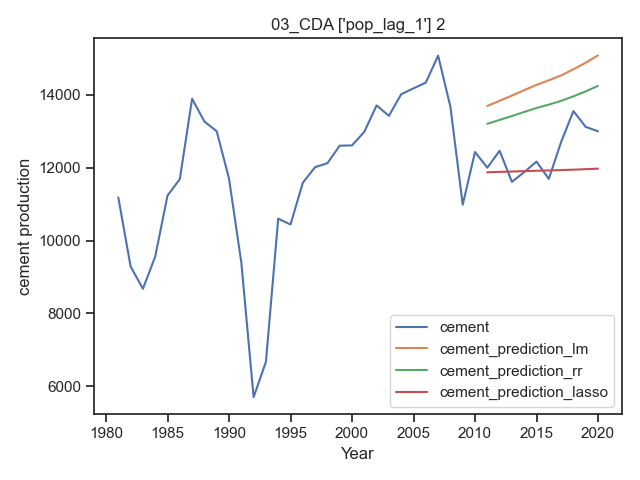 03_CDA ['pop_lag_1'] 2
cement production
14000
12000
10000
8000
6000
1980 1985 1990 1995 2000 2005 2010 2015 2020
Year
cement
cement_prediction_lm
cement_prediction_rr
cement_prediction_lasso